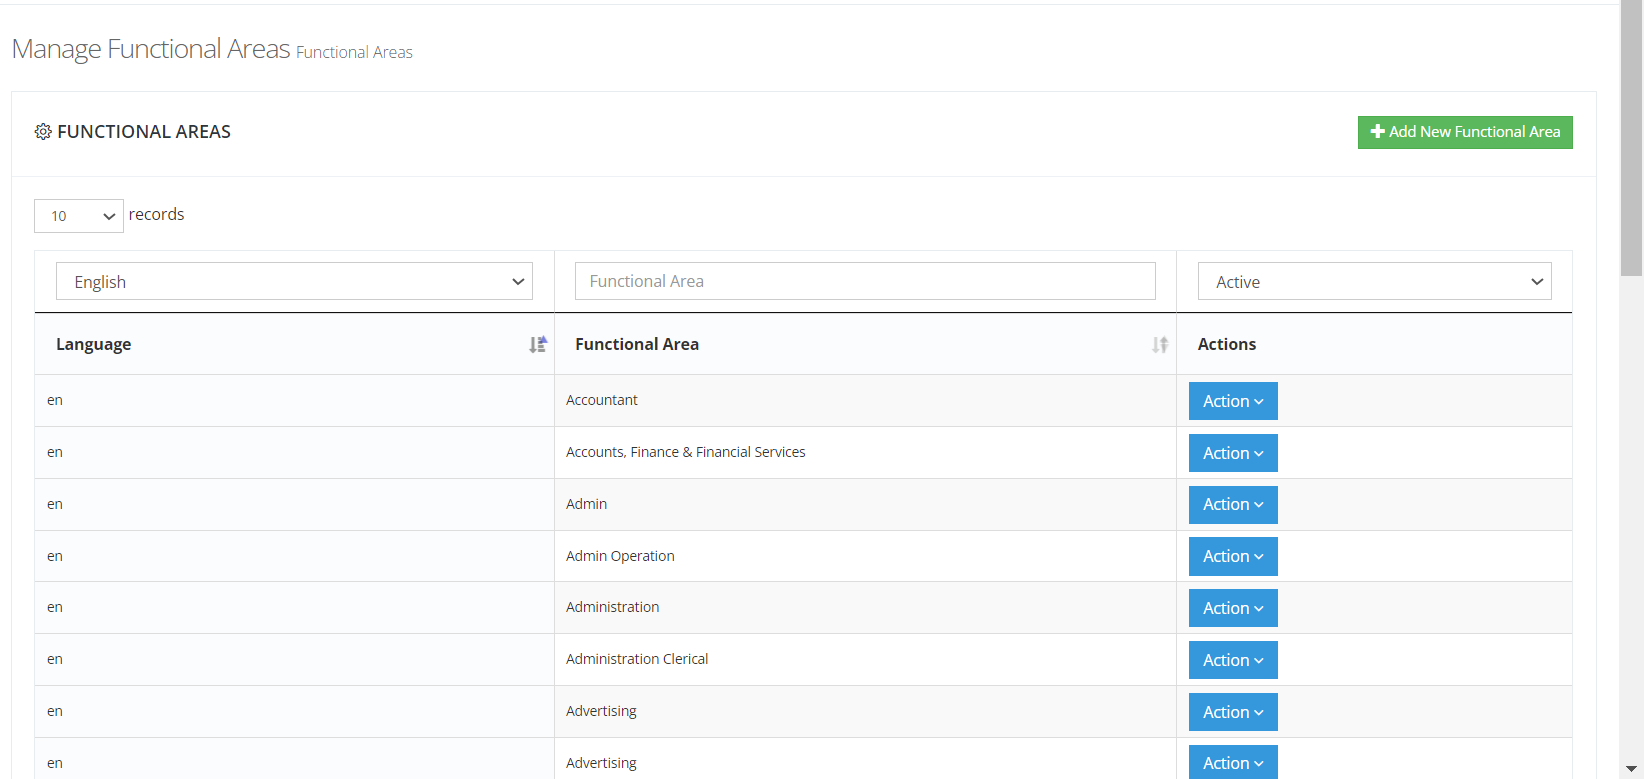 Manage Functional Areas Functional Areas
FUNCTIONAL AREAS
Add New Functional Area
10 records
English Functional Area Active
Language Functional Area Actions
en Accountant Action
en Accounts, Finance & Financial Services Action
en Admin Action
en Admin Operation Action
en Administration Action
en Administration Clerical Action
en Advertising Action
en Advertising Action